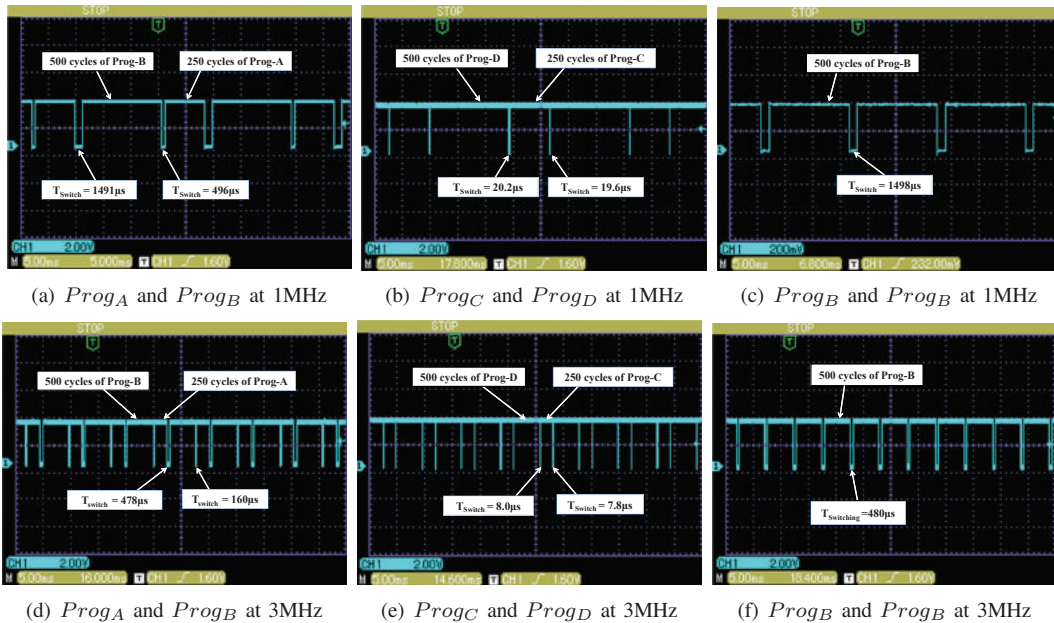 STOP
T
500 cycles of Prog-B
250 cycles of Prog-A
1
TSwitch = 1491µs
TSwitch = 496µs
CH1 2.00V
M 5.00ms 5.000ms T CH1 1.60V
(a) ProgA and ProgB at 1MHz
STOP
T
500 cycles of Prog-D
250 cycles of Prog-C
1
TSwitch = 20.2µs
TSwitch = 19.6µs
CH1 2.00V
M 5.00ms 17.800ms T CH1 1.60V
(b) ProgC and ProgD at 1MHz
STOP
T
500 cycles of Prog-B
1
TSwitch = 1498µs
CH1 200mV
M 5.00ms 6.800ms T CH1 232.00mV
(c) ProgB and ProgB at 1MHz
STOP
T
500 cycles of Prog-B
250 cycles of Prog-A
1
Tswitch = 478µs
Tswitch = 160µs
CH1 2.00V
M 5.00ms 16.000ms T CH1 1.60V
(d) ProgA and ProgB at 3MHz
STOP
T
500 cycles of Prog-D
250 cycles of Prog-C
1
TSwitch = 8.0µs
TSwitch = 7.8µs
CH1 2.00V
M 5.00ms 14.600ms T CH1 1.60V
(e) ProgC and ProgD at 3MHz
STOP
T
500 cycles of Prog-B
1
TSwitching =480µs
CH1 2.00V
M 5.00ms 18.400ms T CH1 1.60V
(f) ProgB and ProgB at 3MHz